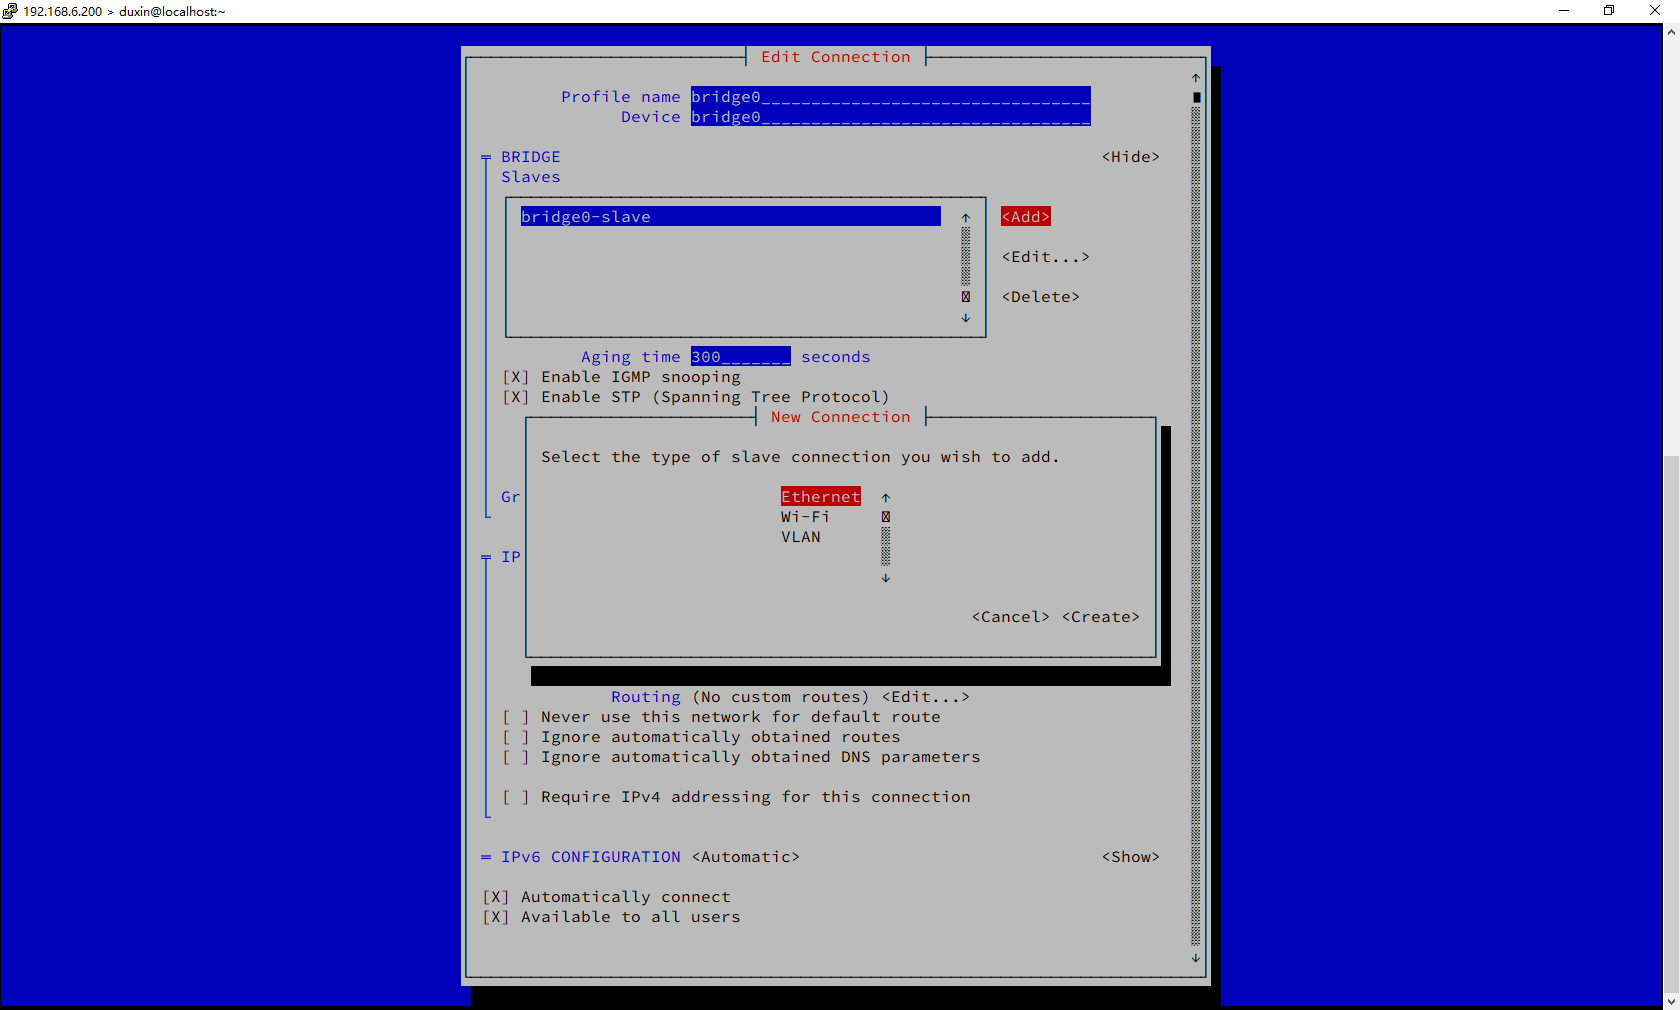 192.168.6.200 > duxin@localhost:~
Edit Connection
Profile name bridge0_________________________________
Device bridge0_________________________________
BRIDGE <Hide>
Slaves
bridge0-slave <Add>
<Edit...>
<Delete>
Aging time 300_______ seconds
[X] Enable IGMP snooping
[X] Enable STP (Spanning Tree Protocol)
New Connection
Select the type of slave connection you wish to add.
Gr
Ethernet
Wi-Fi
VLAN
IP
<Cancel> <Create>
Routing (No custom routes) <Edit...>
[ ] Never use this network for default route
[ ] Ignore automatically obtained routes
[ ] Ignore automatically obtained DNS parameters
[ ] Require IPv4 addressing for this connection
IPv6 CONFIGURATION <Automatic> <Show>
[X] Automatically connect
[X] Available to all users